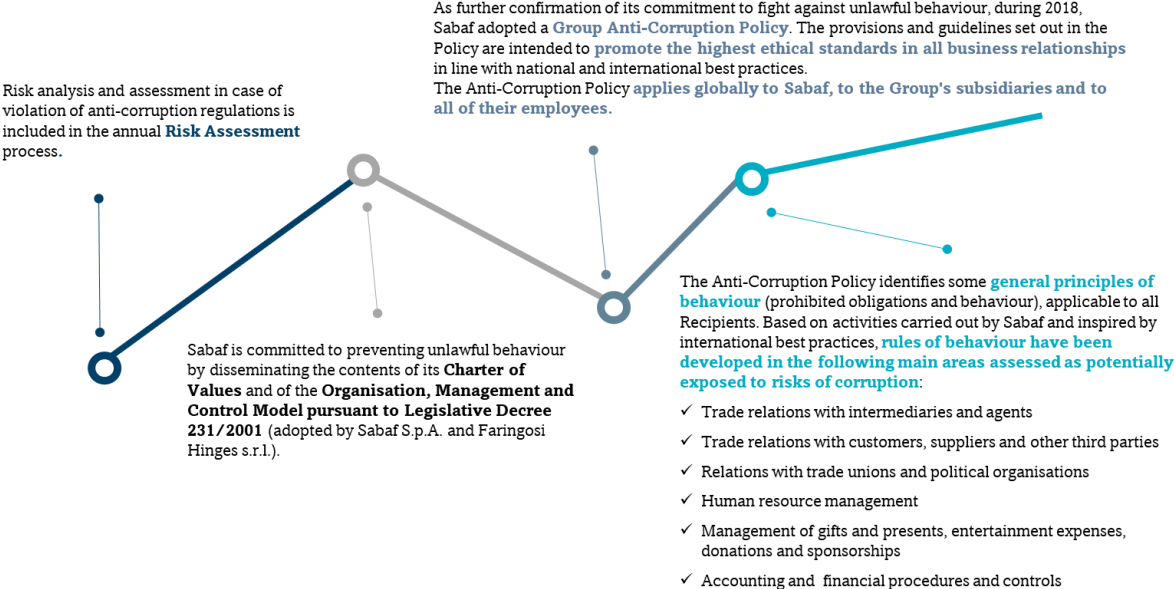 As further confirmation of its commitment to fight against unlawful behaviour, during 2018,
Sabaf adopted a Group Anti-Corruption Policy. The provisions and guidelines set out in the
Policy are intended to promote the highest ethical standards in all business relationships
in line with national and international best practices.
The Anti-Corruption Policy applies globally to Sabaf, to the Group's subsidiaries and to
all of their employees.
Risk analysis and assessment in case of
violation of anti-corruption regulations is
included in the annual Risk Assessment
process.
Sabaf is committed to preventing unlawful behaviour
by disseminating the contents of its Charter of
Values and of the Organisation, Management and
Control Model pursuant to Legislative Decree
231/2001 (adopted by Sabaf S.p.A. and Faringosi
Hinges s.r.l.).
The Anti-Corruption Policy identifies some general principles of
behaviour (prohibited obligations and behaviour), applicable to all
Recipients. Based on activities carried out by Sabaf and inspired by
international best practices, rules of behaviour have been
developed in the following main areas assessed as potentially
exposed to risks of corruption:
✓ Trade relations with intermediaries and agents
✓ Trade relations with customers, suppliers and other third parties
✓ Relations with trade unions and political organisations
✓ Human resource management
✓ Management of gifts and presents, entertainment expenses,
donations and sponsorships
✓ Accounting and financial procedures and controls